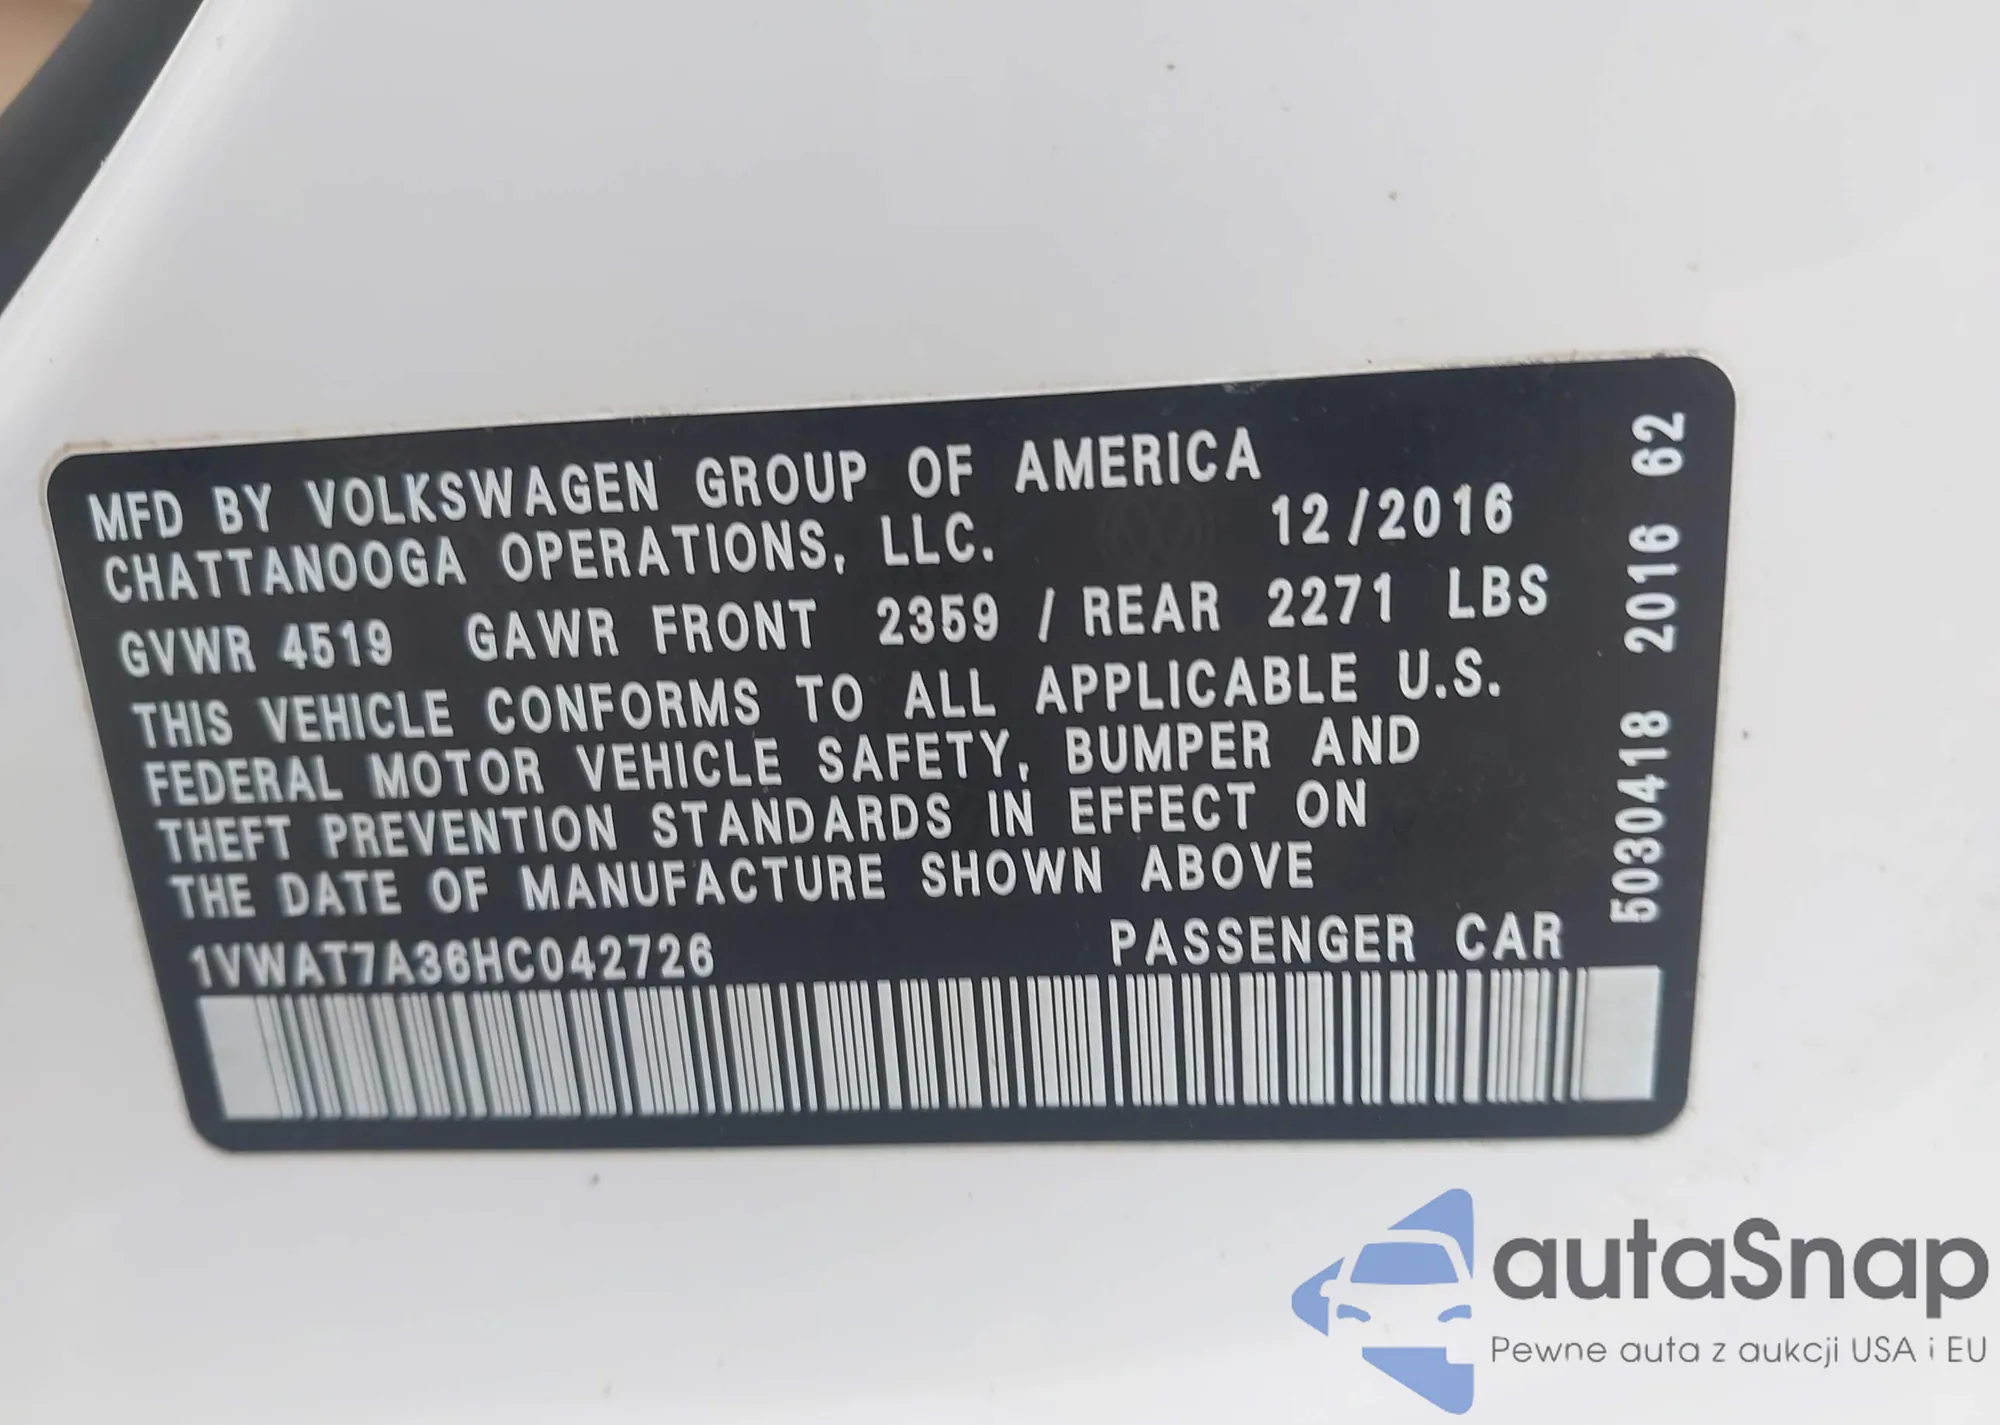 MFD BY VOLKSWAGEN GROUP OF AMERICA
CHATTANOOGA OPERATIONS, LLC.
12/2016
GVWR 4519 GAWR FRONT 2359 / REAR 2271 LBS
THIS VEHICLE CONFORMS TO ALL APPLICABLE U.S.
FEDERAL MOTOR VEHICLE SAFETY, BUMPER AND
THEFT PREVENTION STANDARDS IN EFFECT ON
THE DATE OF MANUFACTURE SHOWN ABOVE
1VWAT7A36HC042726 PASSENGER CAR
5030418 2016 62
autaSnap
Pewne auta z aukcji USA i EU